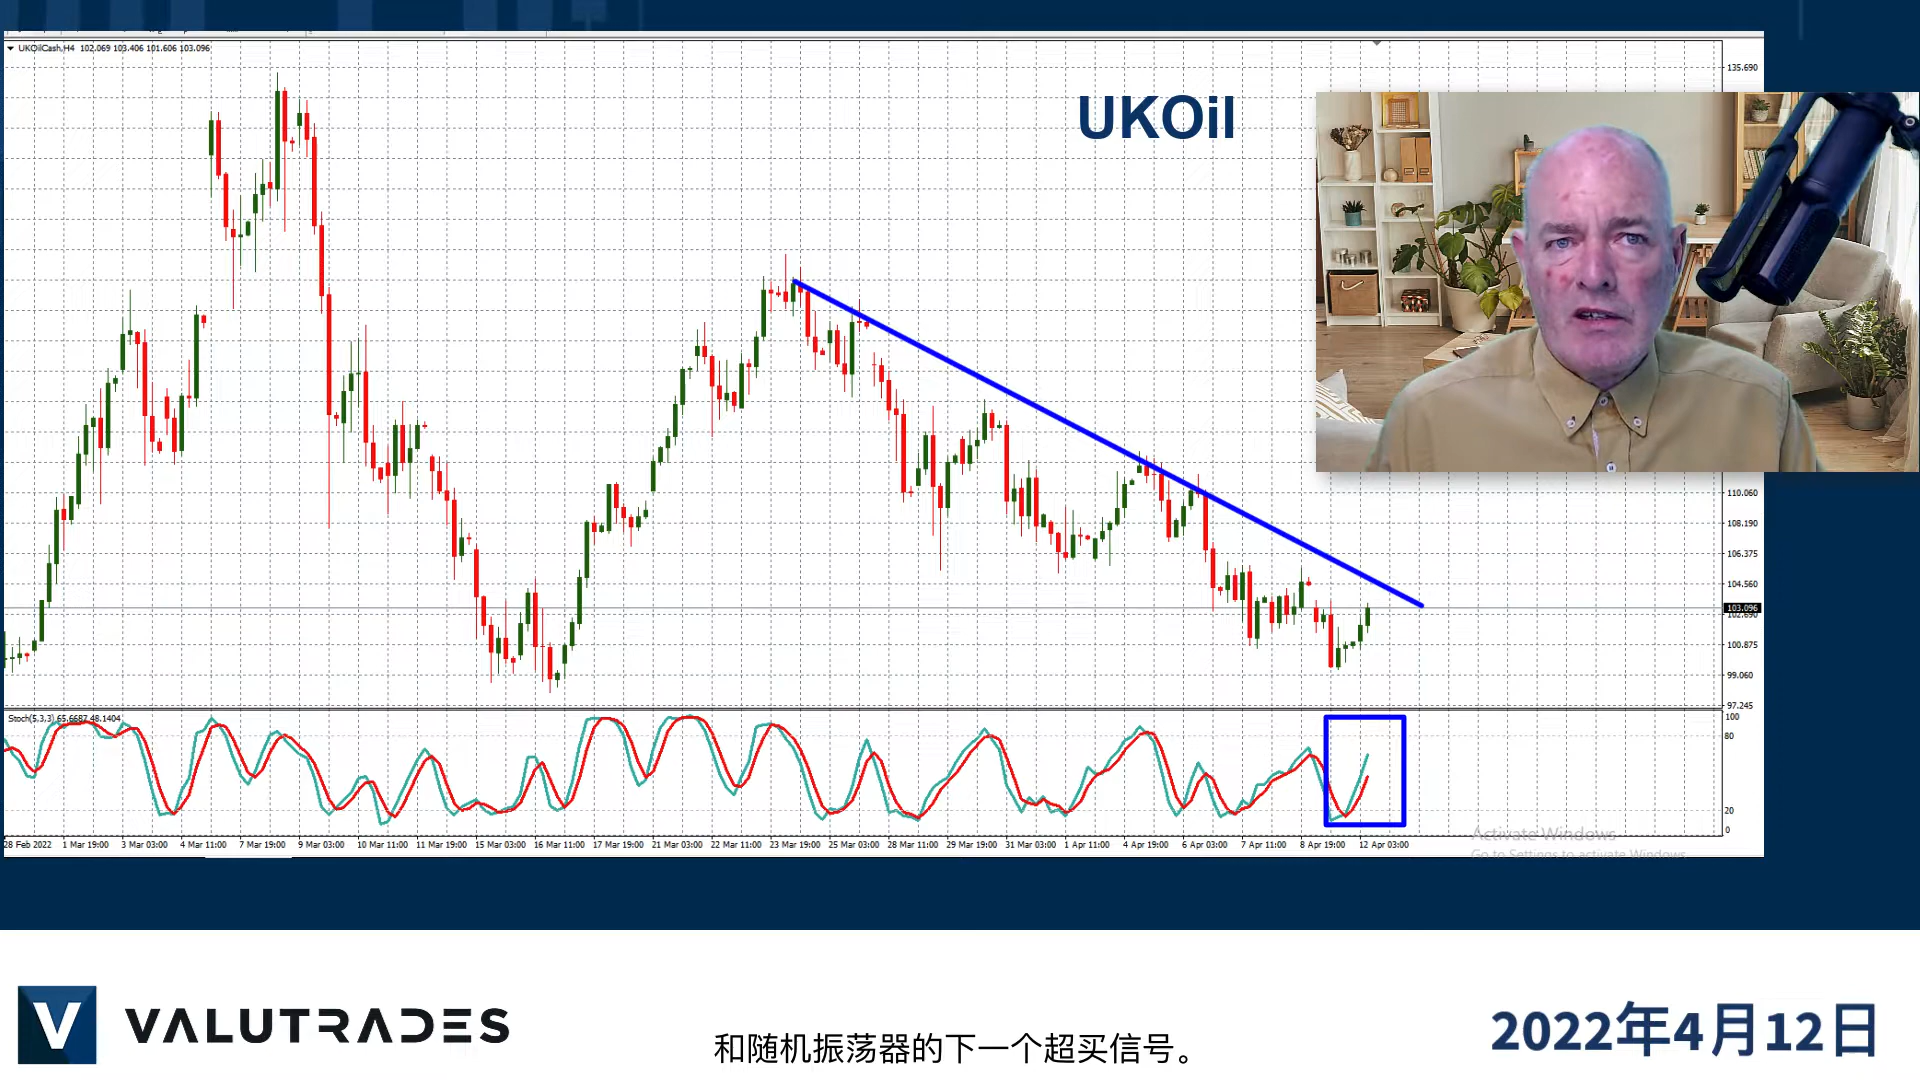 UKOilCash,H4 102.069 103.406 101.606 103.096
UKOil
135.690
110.060
108.190
106.375
104.560
103.096
102.690
100.875
99.060
97.245
Stoch(5,3,3) 65.6687 48.1404
100
80
20
0
28 Feb 2022 1 Mar 19:00 3 Mar 03:00 4 Mar 11:00 7 Mar 19:00 9 Mar 03:00 10 Mar 11:00 11 Mar 19:00 15 Mar 03:00 16 Mar 11:00 17 Mar 19:00 21 Mar 03:00 22 Mar 11:00 23 Mar 19:00 25 Mar 03:00 28 Mar 11:00 29 Mar 19:00 31 Mar 03:00 1 Apr 11:00 4 Apr 19:00 6 Apr 03:00 7 Apr 11:00 8 Apr 19:00 12 Apr 03:00
Activate Windows
Go to Settings to activate Windows.
VALUTRADES
和随机振荡器的下一个超买信号。
2022年4月12日